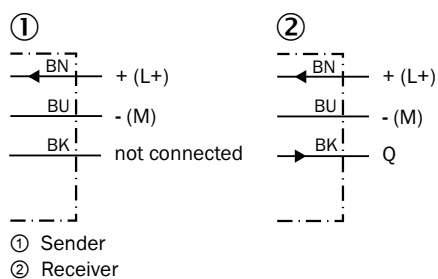 ① ②
BN + (L+) BN + (L+)
BU - (M) BU - (M)
BK not connected BK Q
① Sender
② Receiver